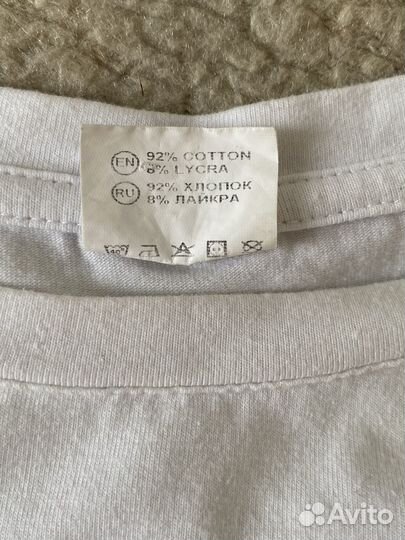 EN 92% COTTON
8% LYCRA
RU 92% ХЛОПОК
8% ЛАЙКРА
Avito